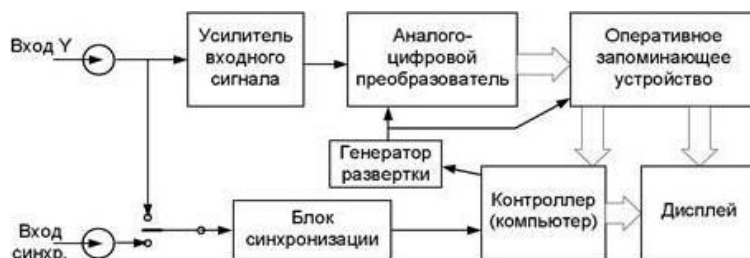 Вход Y
Усилитель
входного
сигнала
Аналого-
цифровой
преобразователь
Оперативное
запоминающее
устройство
Генератор
развертки
Вход
синхр.
Блок
синхронизации
Контроллер
(компьютер)
Дисплей